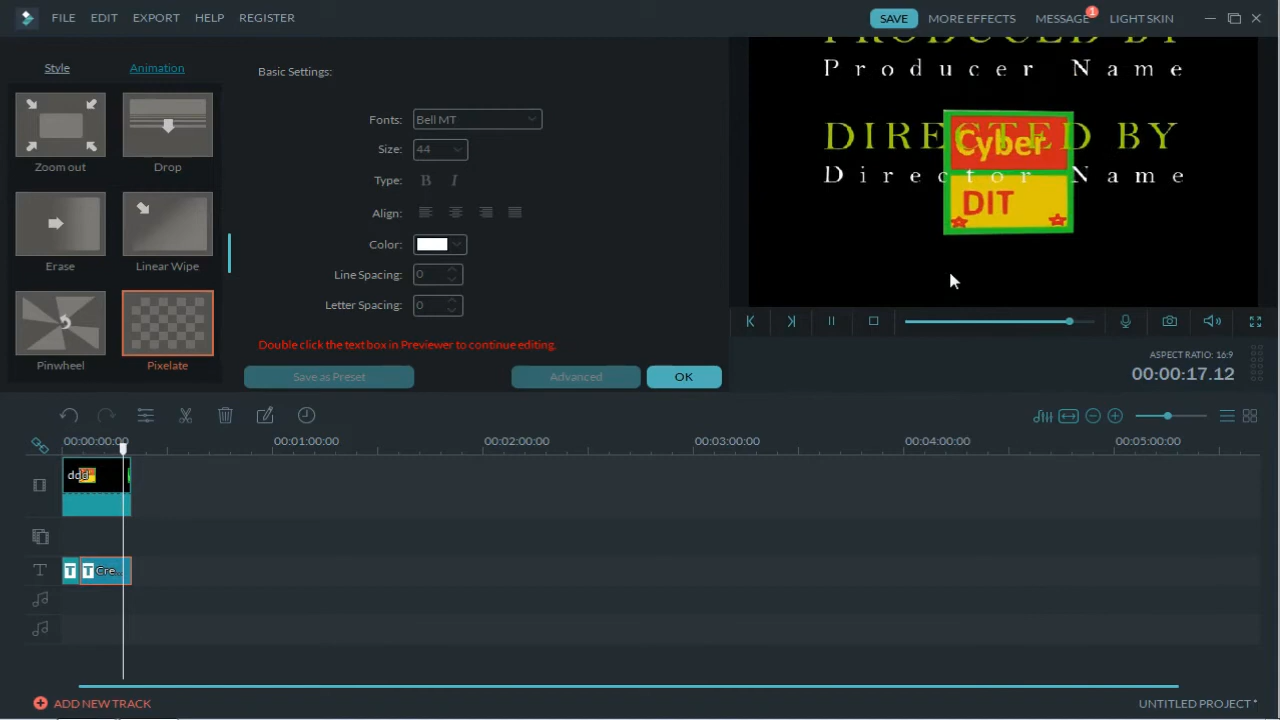 FILE EDIT EXPORT HELP REGISTER SAVE MORE EFFECTS MESSAGE 1 LIGHT SKIN
Style Animation
Zoom out Drop
Erase Linear Wipe
Pinwheel Pixelate
Basic Settings:
Fonts: Bell MT
Size: 44
Type: B I
Align:
Color:
Line Spacing: 0
Letter Spacing: 0
Double click the text box in Previewer to continue editing.
Save as Preset Advanced OK
PRODUCED BY
Producer Name
DIRECTED BY
Director Name
Cyber
DIT
ASPECT RATIO: 16:9
00:00:17.12
00:00:00:00 00:01:00:00 00:02:00:00 00:03:00:00 00:04:00:00 00:05:00:00
ddd
T T Cre...
T
ADD NEW TRACK UNTITLED PROJECT *